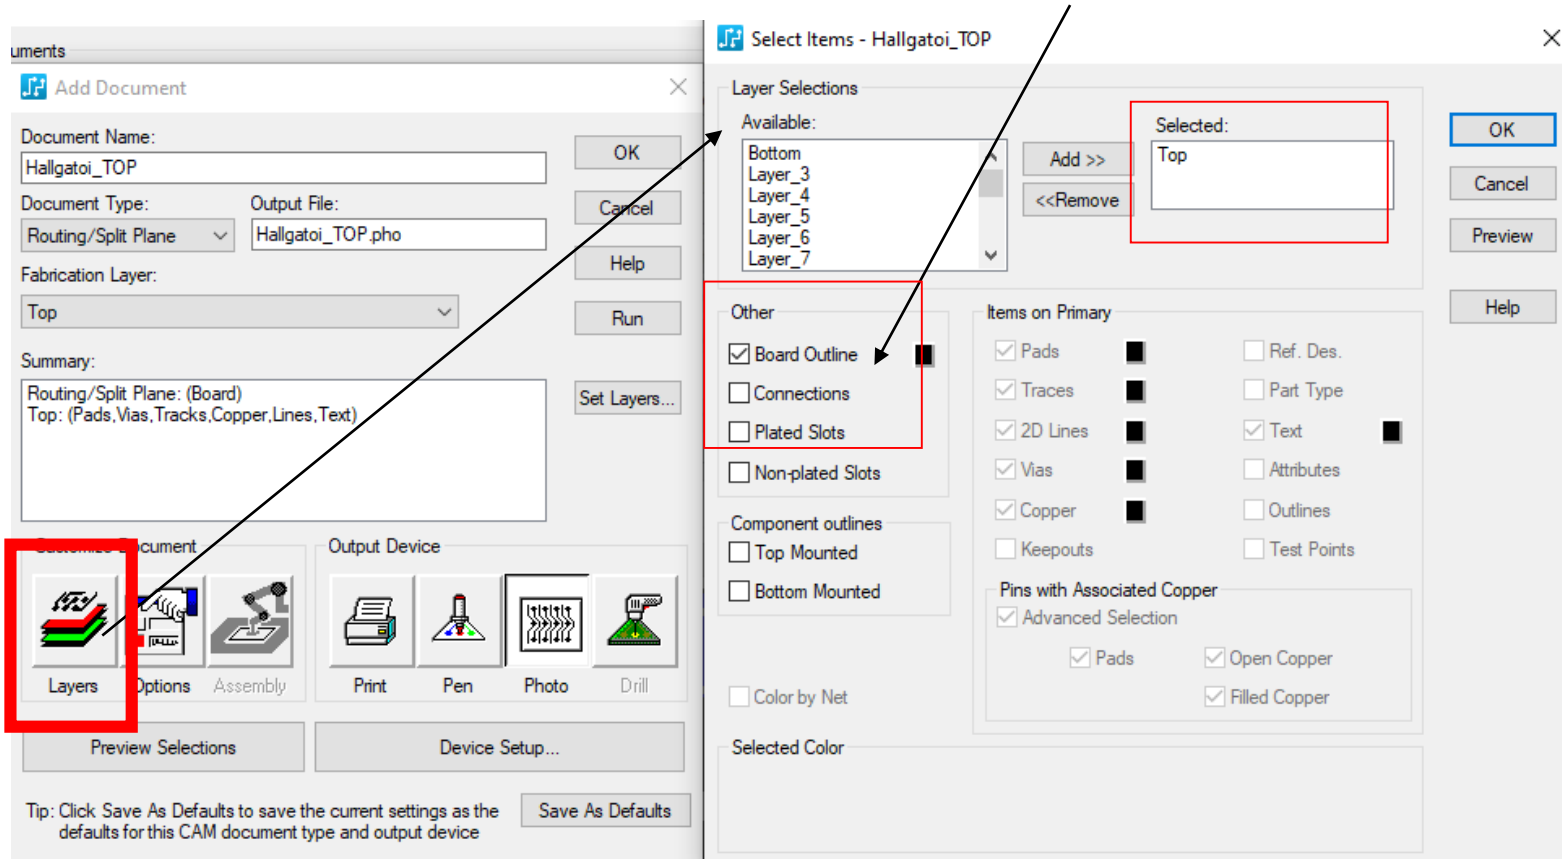 uments
Add Document
Document Name:
Hallgatoi_TOP
OK
Document Type:
Output File:
Cancel
Routing/Split Plane
Hallgatoi_TOP.pho
Fabrication Layer:
Help
Top
Run
Summary:
Routing/Split Plane: (Board)
Top: (Pads,Vias,Tracks,Copper,Lines,Text)
Set Layers...
Customize Document
Output Device
Layers
Options
Assembly
Print
Pen
Photo
Drill
Preview Selections
Device Setup...
Tip: Click Save As Defaults to save the current settings as the
defaults for this CAM document type and output device
Save As Defaults
Select Items - Hallgatoi_TOP
Layer Selections
Available:
Bottom
Layer_3
Layer_4
Layer_5
Layer_6
Layer_7
Add >>
<<Remove
Selected:
Top
OK
Cancel
Preview
Help
Other
Board Outline
Connections
Plated Slots
Non-plated Slots
Component outlines
Top Mounted
Bottom Mounted
Color by Net
Items on Primary
Pads
Ref. Des.
Traces
Part Type
2D Lines
Text
Vias
Attributes
Copper
Outlines
Keepouts
Test Points
Pins with Associated Copper
Advanced Selection
Pads
Open Copper
Filled Copper
Selected Color